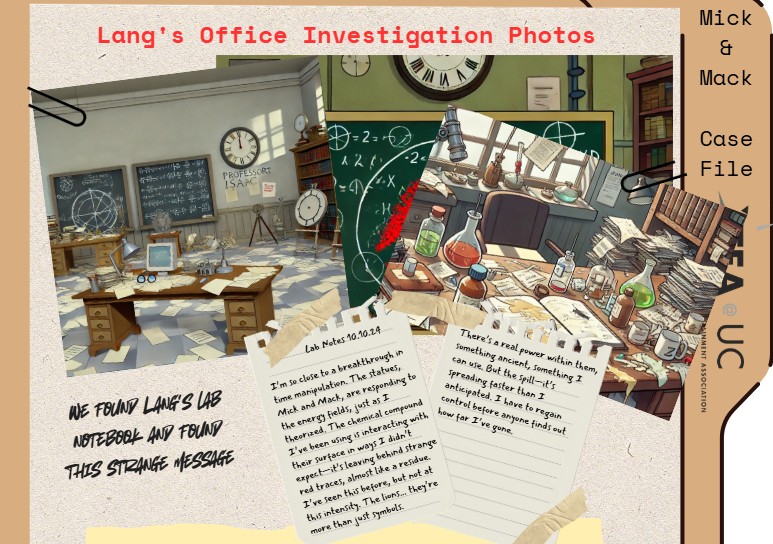 Lang's Office Investigation Photos
Mick
&
Mack
Case
File
PROFESSORT
=2=
-2
WE FOUND LANG'S LAB
NOTEBOOK AND FOUND
THIS STRANGE MESSAGE
Lab Notes 10.10.24
I'm so close to a breakthrough in
time manipulation. The statues,
Mick and Mack, are responding to
the energy fields, just as I
theorized. The chemical compound
I've been using is interacting with
their surface in ways I didn't
expect—it's leaving behind strange
red traces, almost like a residue.
I've seen this before, but not at
this intensity. The lions... they're
more than just symbols.
There's a real power within them,
something ancient, something I
can use. But the spill—it's
spreading faster than I
anticipated. I have to regain
control before anyone finds out
how far I've gone.
@ UC
ASSOCIATION